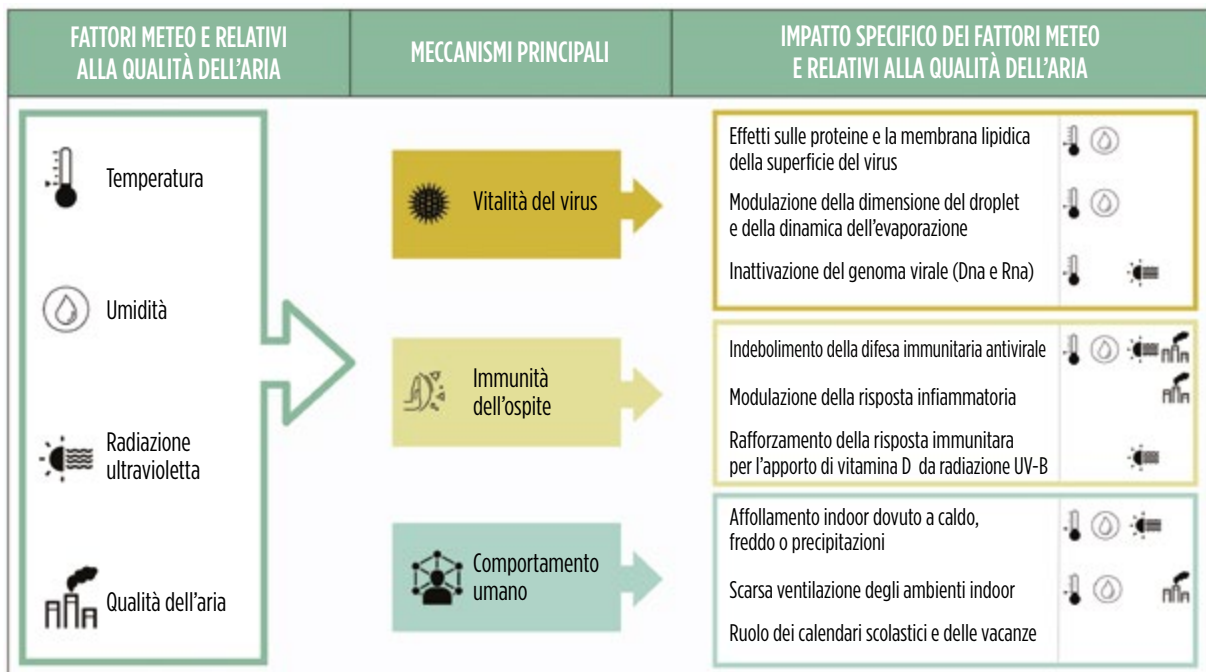 FATTORI METEO E RELATIVI
ALLA QUALITÀ DELL'ARIA
MECCANISMI PRINCIPALI
IMPATTO SPECIFICO DEI FATTORI METEO
E RELATIVI ALLA QUALITÀ DELL'ARIA
Temperatura
Umidità
Radiazione
ultravioletta
Qualità dell'aria
Vitalità del virus
Immunità
dell'ospite
Comportamento
umano
Effetti sulle proteine e la membrana lipidica
della superficie del virus
Modulazione della dimensione del droplet
e della dinamica dell'evaporazione
Inattivazione del genoma virale (Dna e Rna)
Indebolimento della difesa immunitaria antivirale
Modulazione della risposta infiammatoria
Rafforzamento della risposta immunitara
per l'apporto di vitamina D da radiazione UV-B
Affollamento indoor dovuto a caldo,
freddo o precipitazioni
Scarsa ventilazione degli ambienti indoor
Ruolo dei calendari scolastici e delle vacanze